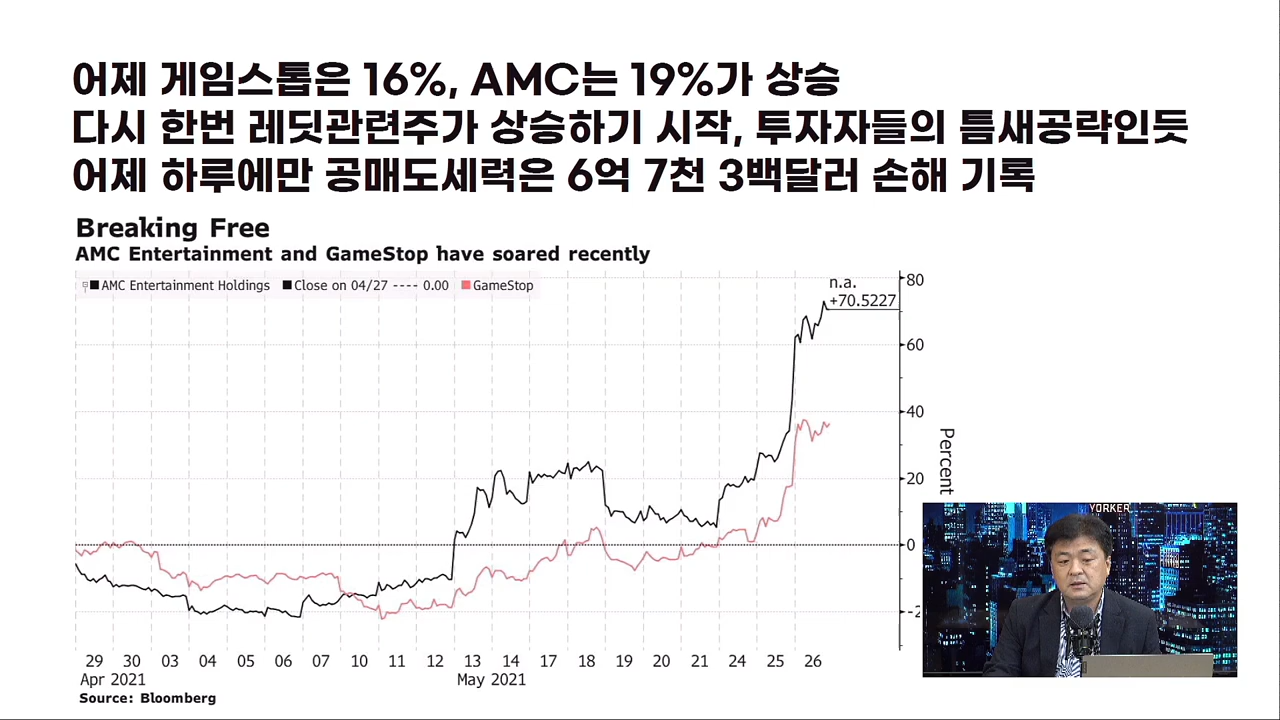 어제 게임스톱은 16%, AMC는 19%가 상승
다시 한번 레딧관련주가 상승하기 시작, 투자자들의 틈새공략인듯
어제 하루에만 공매도세력은 6억 7천 3백달러 손해 기록
Breaking Free
AMC Entertainment and GameStop have soared recently
AMC Entertainment Holdings Close on 04/27 ---- 0.00 GameStop
n.a.
+70.5227
80
60
40
20
0
Percent
YORKER
29 30 03 04 05 06 07 10 11 12 13 14 17 18 19 20 21 24 25 26
Apr 2021 May 2021
Source: Bloomberg